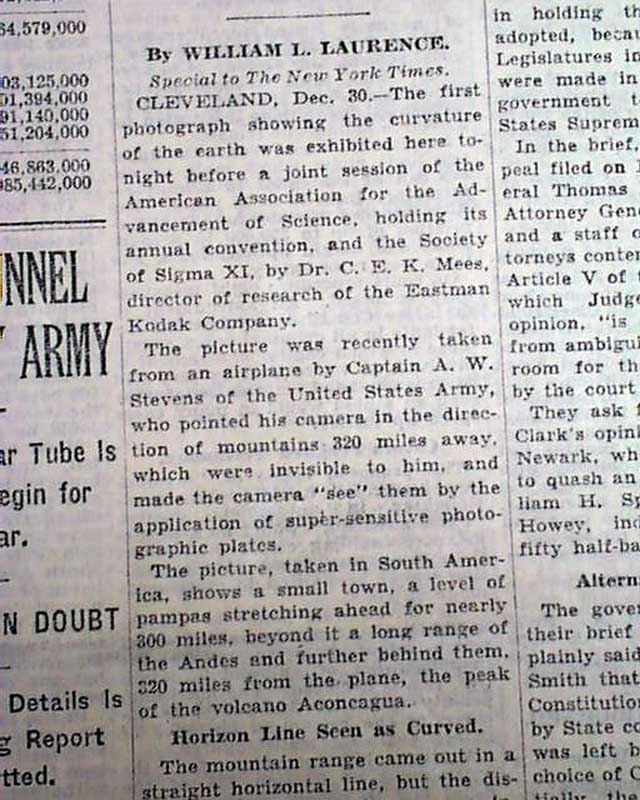 64,579,000
03,125,000
01,394,000
91,140,000
51,204,000
46,863,000
985,442,000
NNEL
ARMY
ar Tube Is
egin for
ar.
N DOUBT
Details Is
g Report
tted.
By WILLIAM L. LAURENCE.
Special to The New York Times.
CLEVELAND, Dec. 30.—The first
photograph showing the curvature
of the earth was exhibited here to-
night before a joint session of the
American Association for the Ad-
vancement of Science, holding its
annual convention, and the Society
of Sigma XI, by Dr. C. E. K. Mees,
director of research of the Eastman
Kodak Company.
The picture was recently taken
from an airplane by Captain A. W.
Stevens of the United States Army,
who pointed his camera in the direc-
tion of mountains 320 miles away,
which were invisible to him, and
made the camera "see" them by the
application of super-sensitive photo-
graphic plates.
The picture, taken in South Amer-
ica, shows a small town, a level of
pampas stretching ahead for nearly
300 miles, beyond it a long range of
the Andes and further behind them,
320 miles from the plane, the peak
of the volcano Aconcagua.
Horizon Line Seen as Curved.
The mountain range came out in a
straight horizontal line, but the dis-
in holding th
adopted, becau
Legislatures in
were made in
government t
States Suprem
In the brief,
peal filed on
eral Thomas
Attorney Gene
and a staff o
torneys conten
Article V of t
which Judge
opinion, "is
from ambigui
room for th
by the court
They ask f
Clark's opini
Newark, wh
to quash an
liam H. Sp
Howey, ind
fifty half-ba
Altern
The gove
their brief
plainly said
Smith that
Constitution
by State co
was left b
choice of C
tially, the